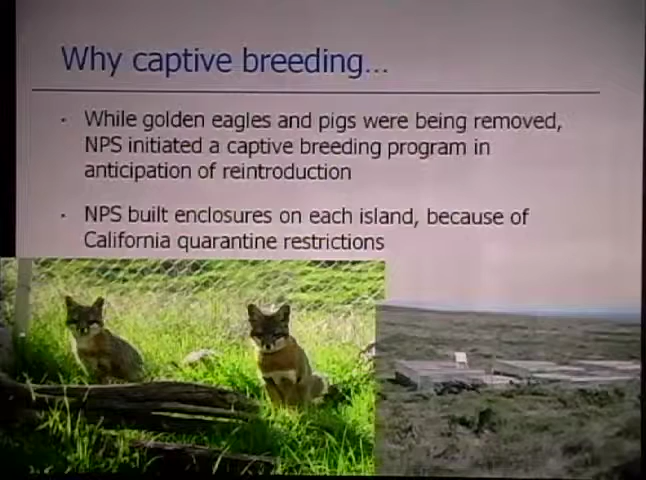 Why captive breeding...
· While golden eagles and pigs were being removed,
NPS initiated a captive breeding program in
anticipation of reintroduction
· NPS built enclosures on each island, because of
California quarantine restrictions